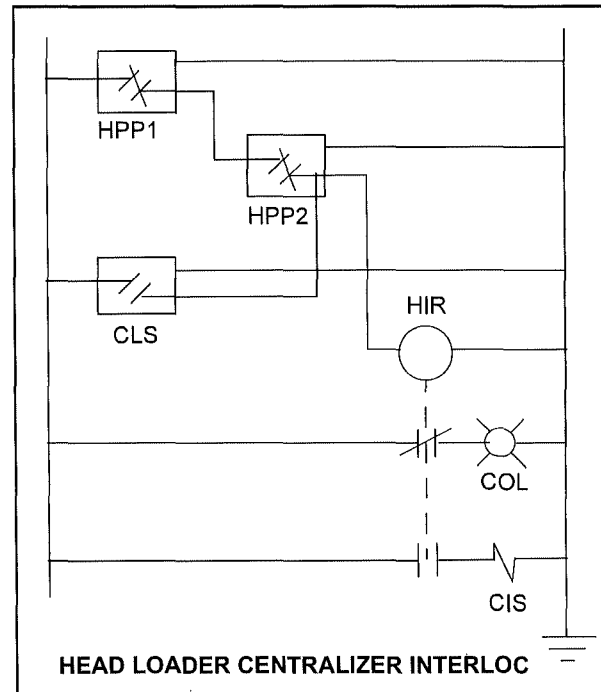 HPP1
HPP2
CLS
HIR
COL
CIS
HEAD LOADER CENTRALIZER INTERLOC